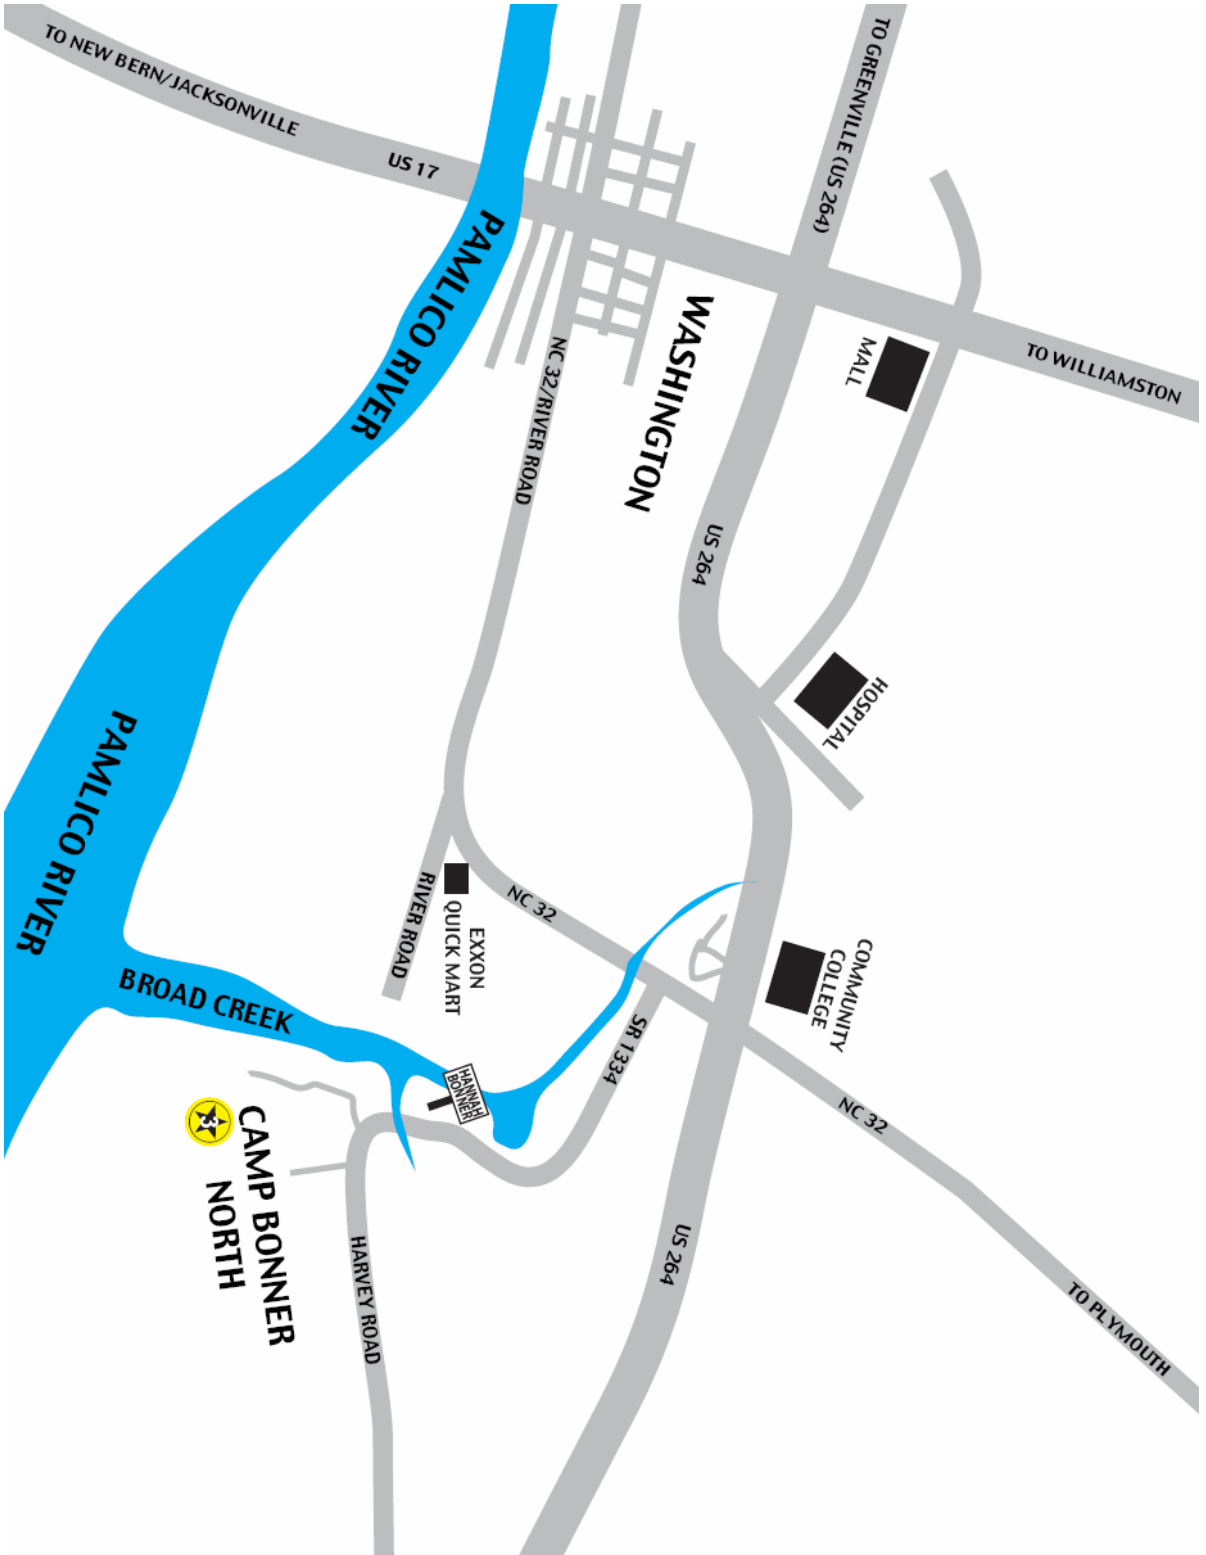 TO NEW BERN/JACKSONVILLE
US 17
TO GREENVILLE (US 264)
TO WILLIAMSTON
MALL
WASHINGTON
PAMLICO RIVER
NC 32/RIVER ROAD
US 264
HOSPITAL
PAMLICO RIVER
RIVER ROAD
EXXON
QUICK MART
NC 32
COMMUNITY
COLLEGE
BROAD CREEK
SR 1334
HANNAH
BONNER
NC 32
CAMP BONNER
NORTH
3
HARVEY ROAD
US 264
TO PLYMOUTH